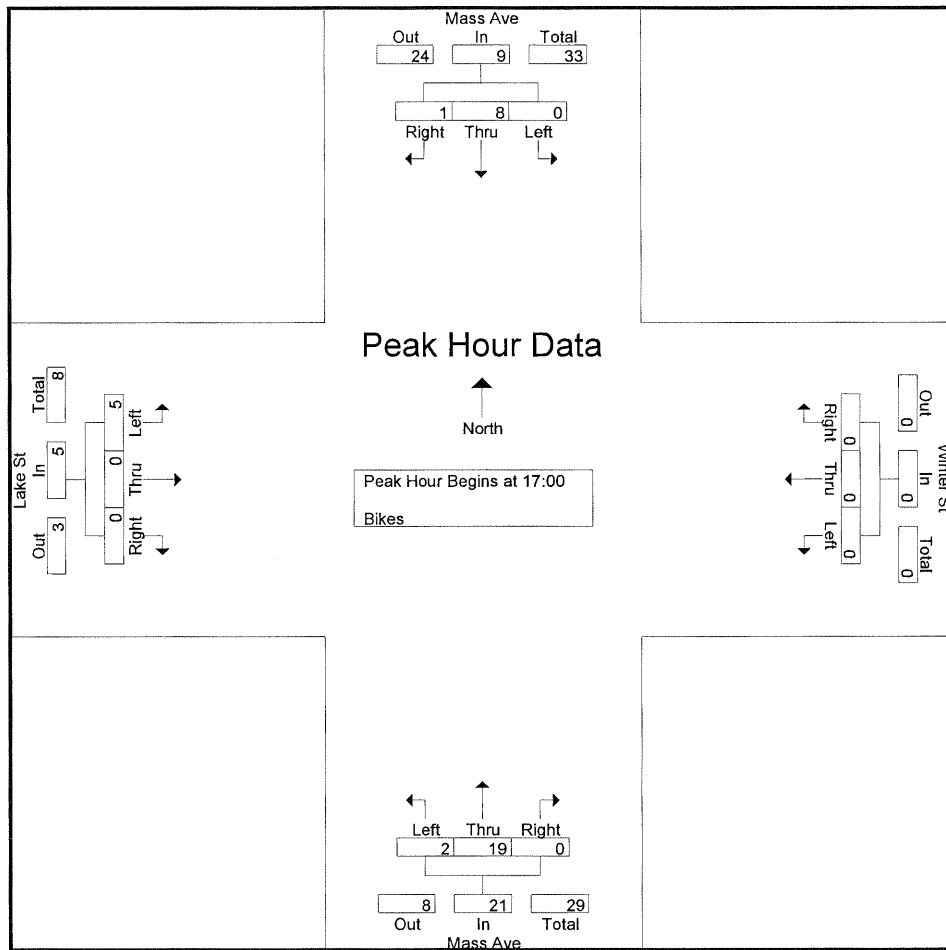 Mass Ave
Out In Total
24 9 33
1 8 0
Right Thru Left
Peak Hour Data
North
Peak Hour Begins at 17:00
Bikes
Lake St
Total In Out
8 5 3
5 0 0
Left Thru Right
Right Thru Left
0 0 0
Out In Total
0 0 0
Winter St
Left Thru Right
2 19 0
8 21 29
Out In Total
Mass Ave